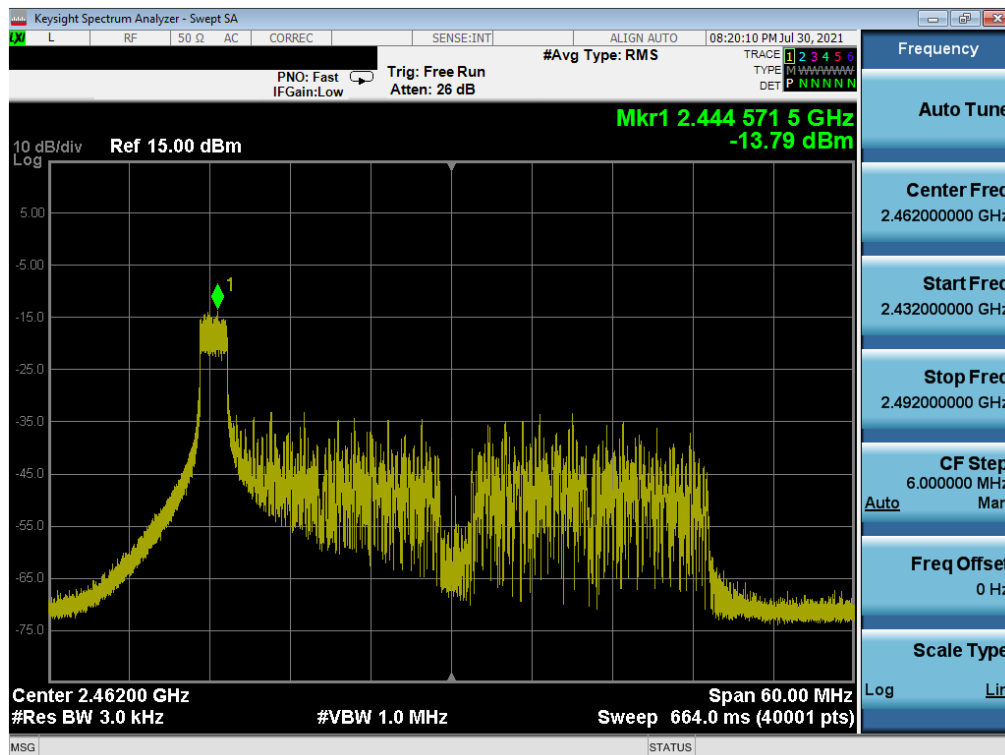 Keysight Spectrum Analyzer - Swept SA
LXI L RF 50 Ω AC CORREC SENSE:INT ALIGN AUTO 08:20:10 PM Jul 30, 2021
PNO: Fast
IFGain:Low
Trig: Free Run
Atten: 26 dB
#Avg Type: RMS
TRACE 1 2 3 4 5 6
TYPE M WWWWW
DET P N N N N N
Mkr1 2.444 571 5 GHz
-13.79 dBm
10 dB/div Ref 15.00 dBm
Log
5.00
-5.00
1
-15.0
-25.0
-35.0
-45.0
-55.0
-65.0
-75.0
Center 2.46200 GHz Span 60.00 MHz
#Res BW 3.0 kHz #VBW 1.0 MHz Sweep 664.0 ms (40001 pts)
MSG STATUS
Frequency
Auto Tune
Center Freq
2.462000000 GHz
Start Freq
2.432000000 GHz
Stop Freq
2.492000000 GHz
CF Step
6.000000 MHz
Auto Man
Freq Offset
0 Hz
Scale Type
Log Lin